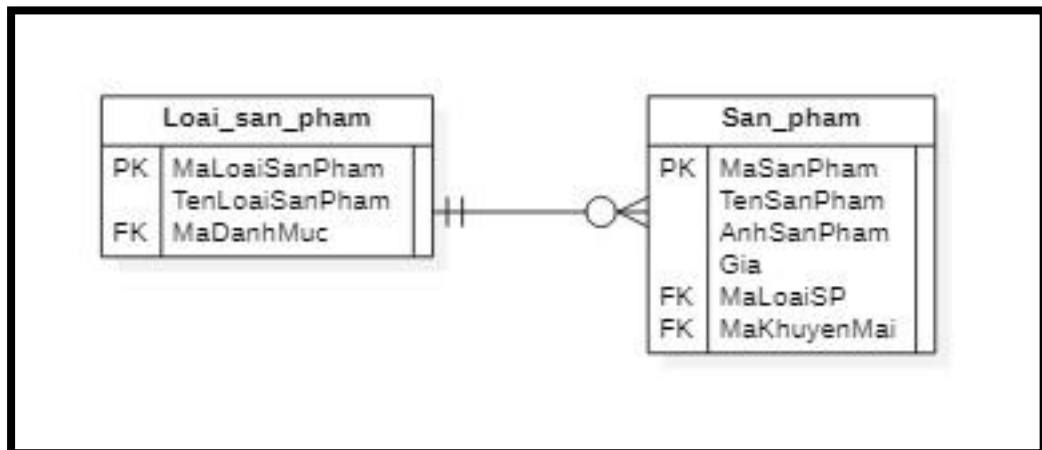 Loai_san_pham
PK MaLoaiSanPham
TenLoaiSanPham
FK MaDanhMuc
San_pham
PK MaSanPham
TenSanPham
AnhSanPham
Gia
FK MaLoaiSP
FK MaKhuyenMai